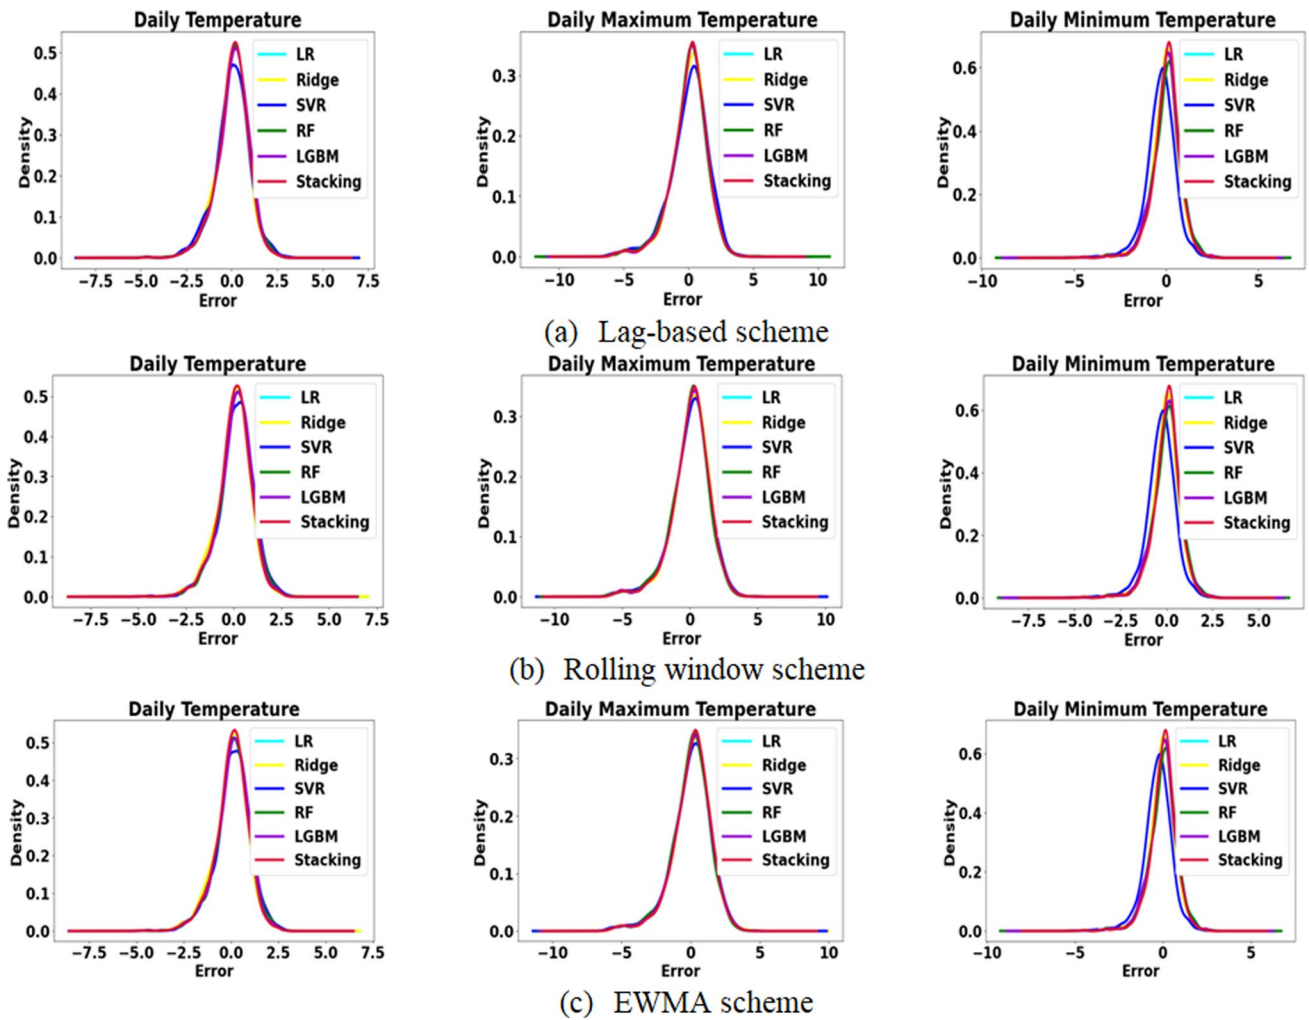 Daily Temperature
Density
0.5
0.4
0.3
0.2
0.1
0.0
LR
Ridge
SVR
RF
LGBM
Stacking
−7.5 −5.0 −2.5 0.0 2.5 5.0 7.5
Error
Daily Maximum Temperature
Density
0.3
0.2
0.1
0.0
LR
Ridge
SVR
RF
LGBM
Stacking
−10 −5 0 5 10
Error
Daily Minimum Temperature
Density
0.6
0.4
0.2
0.0
LR
Ridge
SVR
RF
LGBM
Stacking
−10 −5 0 5
Error
(a) Lag-based scheme
Daily Temperature
Density
0.5
0.4
0.3
0.2
0.1
0.0
LR
Ridge
SVR
RF
LGBM
Stacking
−7.5 −5.0 −2.5 0.0 2.5 5.0 7.5
Error
Daily Maximum Temperature
Density
0.3
0.2
0.1
0.0
LR
Ridge
SVR
RF
LGBM
Stacking
−10 −5 0 5 10
Error
Daily Minimum Temperature
Density
0.6
0.4
0.2
0.0
LR
Ridge
SVR
RF
LGBM
Stacking
−7.5 −5.0 −2.5 0.0 2.5 5.0
Error
(b) Rolling window scheme
Daily Temperature
Density
0.5
0.4
0.3
0.2
0.1
0.0
LR
Ridge
SVR
RF
LGBM
Stacking
−7.5 −5.0 −2.5 0.0 2.5 5.0 7.5
Error
Daily Maximum Temperature
Density
0.3
0.2
0.1
0.0
LR
Ridge
SVR
RF
LGBM
Stacking
−10 −5 0 5 10
Error
Daily Minimum Temperature
Density
0.6
0.4
0.2
0.0
LR
Ridge
SVR
RF
LGBM
Stacking
−10 −5 0 5
Error
(c) EWMA scheme